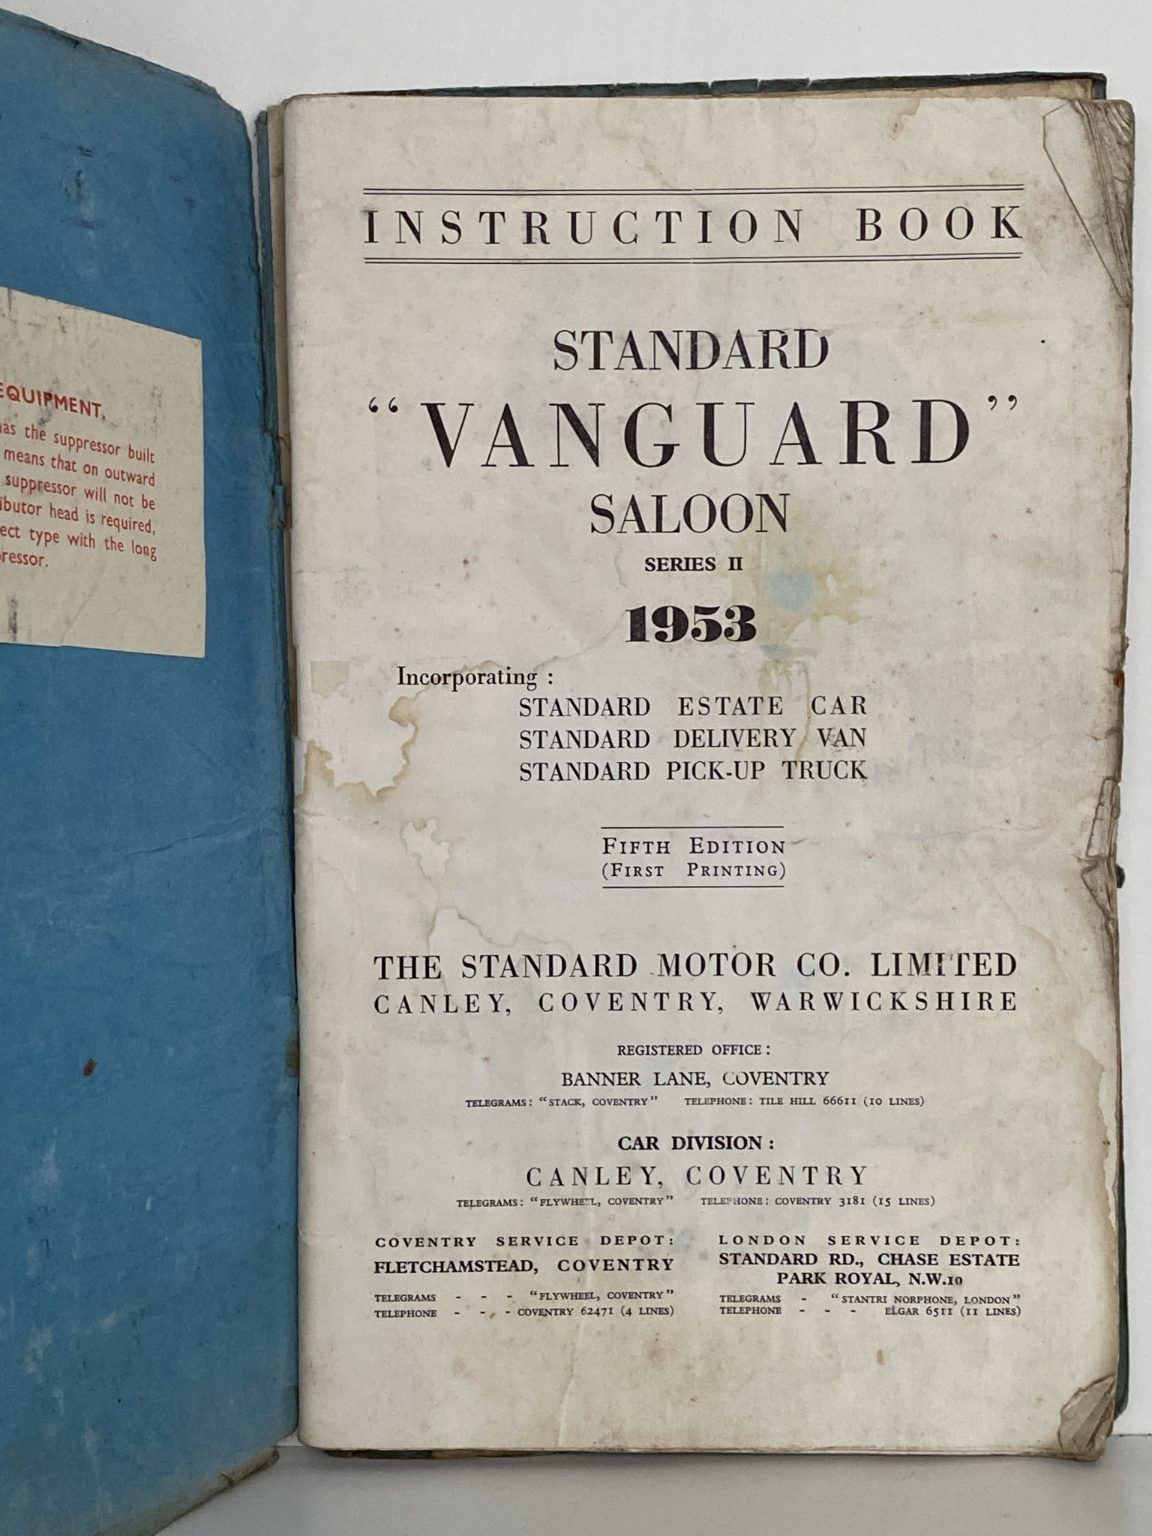 EQUIPMENT.
has the suppressor built
means that on outward
suppressor will not be
head is required,
type with the long
INSTRUCTION BOOK
STANDARD
“VANGUARD”
SALOON
SERIES II
1953
Incorporating :
STANDARD ESTATE CAR
STANDARD DELIVERY VAN
STANDARD PICK-UP TRUCK
FIFTH EDITION
(FIRST PRINTING)
THE STANDARD MOTOR CO. LIMITED
CANLEY, COVENTRY, WARWICKSHIRE
REGISTERED OFFICE :
BANNER LANE, COVENTRY
TELEGRAMS: “STACK, COVENTRY” TELEPHONE: TILE HILL 66611 (10 LINES)
CAR DIVISION :
CANLEY, COVENTRY
TELEGRAMS: “FLYWHEEL, COVENTRY” TELEPHONE: COVENTRY 3181 (15 LINES)
COVENTRY SERVICE DEPOT:
FLETCHAMSTEAD, COVENTRY
TELEGRAMS - - - “FLYWHEEL, COVENTRY”
TELEPHONE - - - COVENTRY 62471 (4 LINES)
LONDON SERVICE DEPOT:
STANDARD RD., CHASE ESTATE
PARK ROYAL, N.W.10
TELEGRAMS - “STANTRI NORPHONE, LONDON”
TELEPHONE - - - ELGAR 6511 (11 LINES)